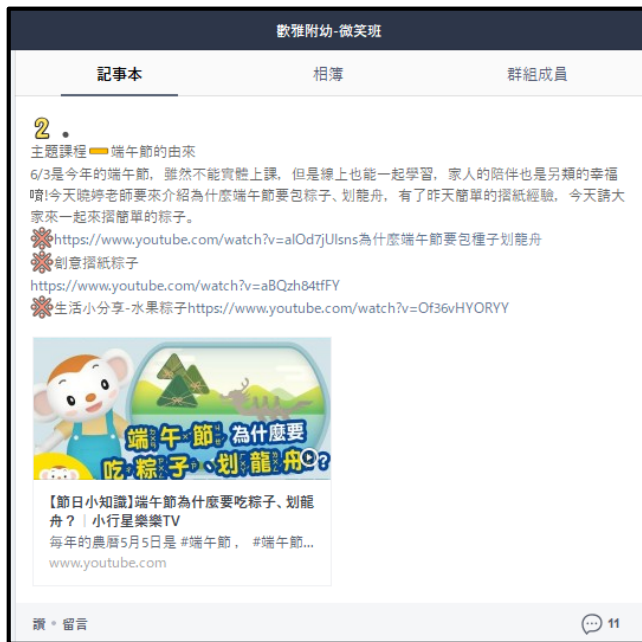 歡雅附幼-微笑班
記事本 相簿 群組成員
2.
主題課程 端午節的由來
6/3是今年的端午節，雖然不能實體上課，但是線上也能一起學習，家人的陪伴也是另類的幸福
唷!今天曉婷老師要來介紹為什麼端午節要包粽子、划龍舟，有了昨天簡單的摺紙經驗，今天請大
家來一起來摺簡單的粽子。
https://www.youtube.com/watch?v=alOd7jUlsns為什麼端午節要包種子划龍舟
創意摺紙粽子
https://www.youtube.com/watch?v=aBQzh84tfFY
生活小分享-水果粽子https://www.youtube.com/watch?v=Of36vHYORYY
端午節為什麼要
吃粽子、划龍舟?
【節日小知識】端午節為什麼要吃粽子、划龍
舟？｜小行星樂樂TV
每年的農曆5月5日是 #端午節 ， #端午節...
www.youtube.com
讚 • 留言 11